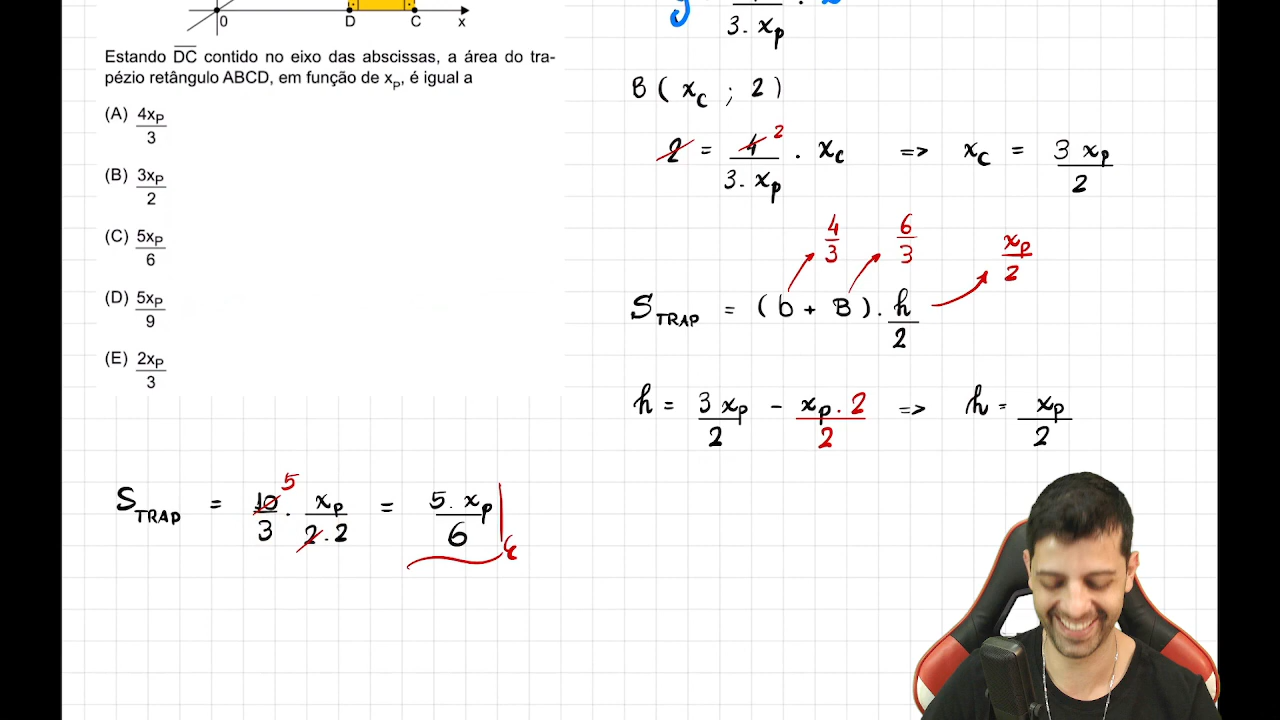 0 D C x
Estando DC contido no eixo das abscissas, a área do tra-
pézio retângulo ABCD, em função de xP, é igual a
(A) 4xP/3
(B) 3xP/2
(C) 5xP/6
(D) 5xP/9
(E) 2xP/3
3. xp
B ( xc ; 2 )
2 = 4/3. xp . xc => xc = 3 xp/2
2
4/3 6/3 xp/2
STRAP = ( b + B ) . h/2
h = 3 xp/2 - xp . 2/2 => h = xp/2
STRAP = 10/3 . xp/2 . 2 = 5. xp/6
5